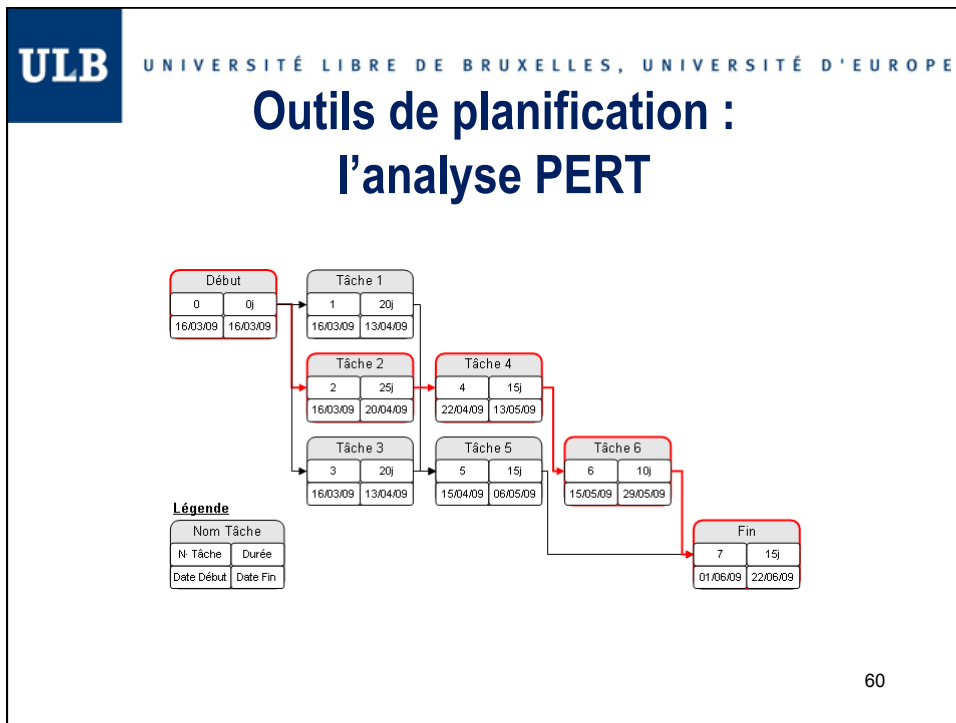 ULB
UNIVERSITÉ LIBRE DE BRUXELLES, UNIVERSITÉ D'EUROPE
Outils de planification :
l'analyse PERT
Début
0 0j
16/03/09 16/03/09
Tâche 1
1 20j
16/03/09 13/04/09
Tâche 2
2 25j
16/03/09 20/04/09
Tâche 4
4 15j
22/04/09 13/05/09
Tâche 3
3 20j
16/03/09 13/04/09
Tâche 5
5 15j
15/04/09 06/05/09
Tâche 6
6 10j
15/05/09 29/05/09
Légende
Nom Tâche
N· Tâche Durée
Date Début Date Fin
Fin
7 15j
01/06/09 22/06/09
60